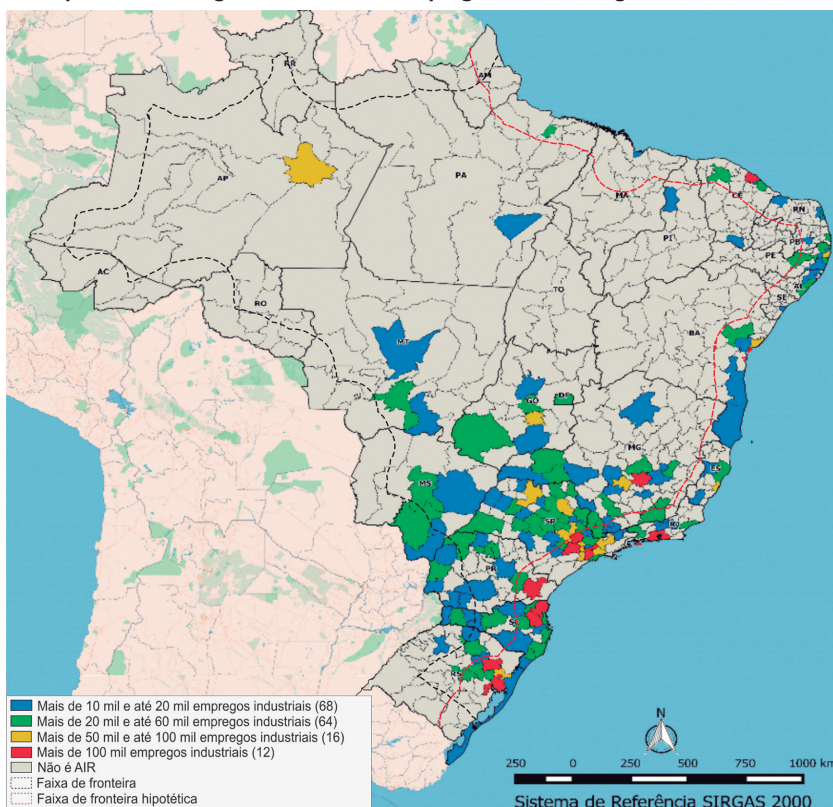 RR
AM
AP
PA
MA
CE
RN
PI
PB
PE
AC
AL
SE
RO
TO
BA
MT
GO
DF
MG
MS
ES
SP
RJ
PR
SC
RS
Mais de 10 mil e até 20 mil empregos industriais (68)
Mais de 20 mil e até 60 mil empregos industriais (64)
Mais de 50 mil e até 100 mil empregos industriais (16)
Mais de 100 mil empregos industriais (12)
Não é AIR
Faixa de fronteira
Faixa de fronteira hipotética
N
250 0 250 500 750 1000 km
Sistema de Referência SIRGAS 2000